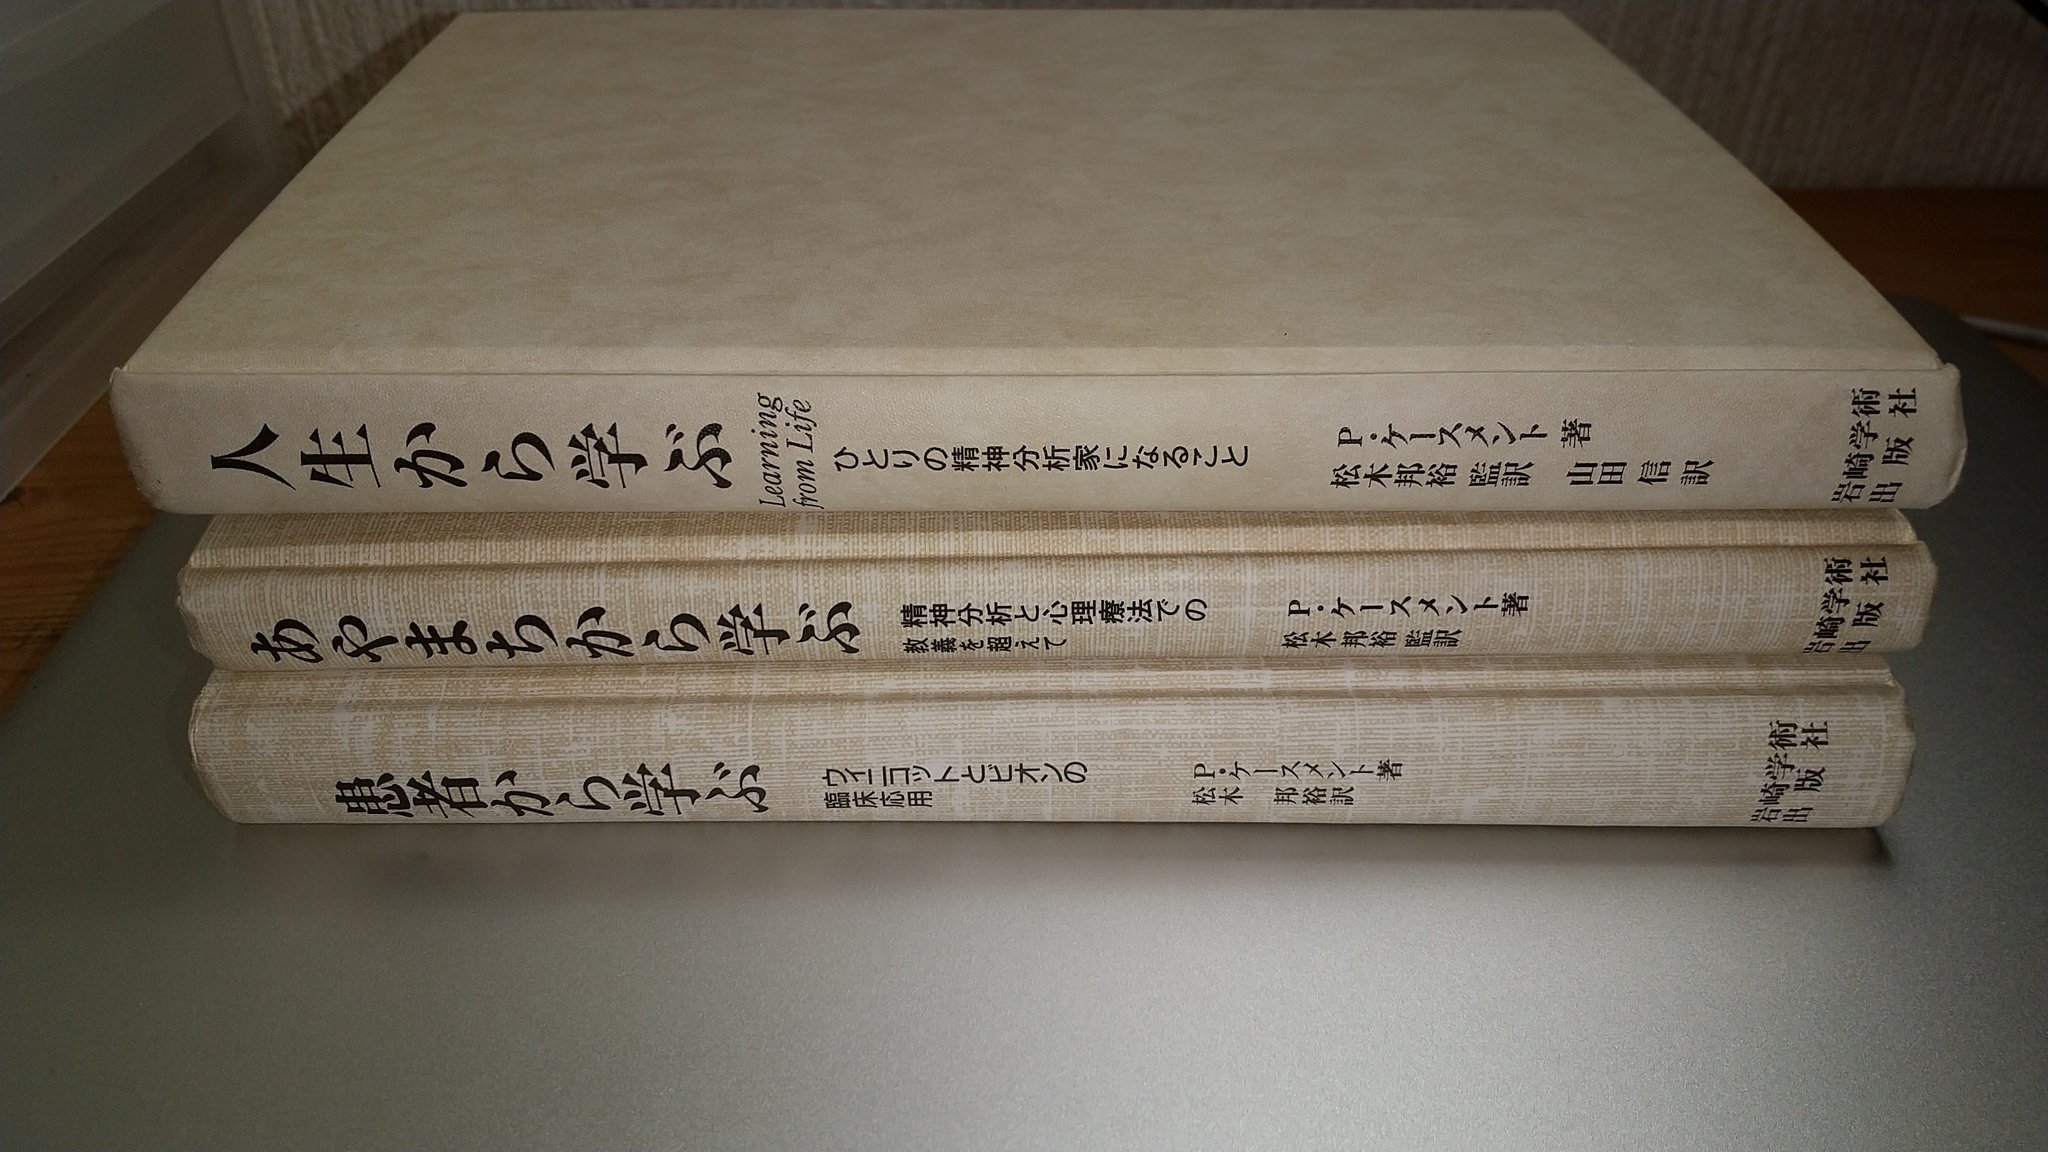 人生から学ぶ
Learning
from Life
ひとりの精神分析家になること
P・ケースメント 著
松木邦裕 監訳 山田 信 訳
岩崎学術
出版社
あやまちから学ぶ
精神分析と心理療法での
教義を超えて
P・ケースメント著
松木邦裕 監訳
岩崎学術
出版社
患者から学ぶ
ウィニコットとビオンの
臨床応用
P・ケースメント著
松木 邦裕訳
岩崎学術
出版社